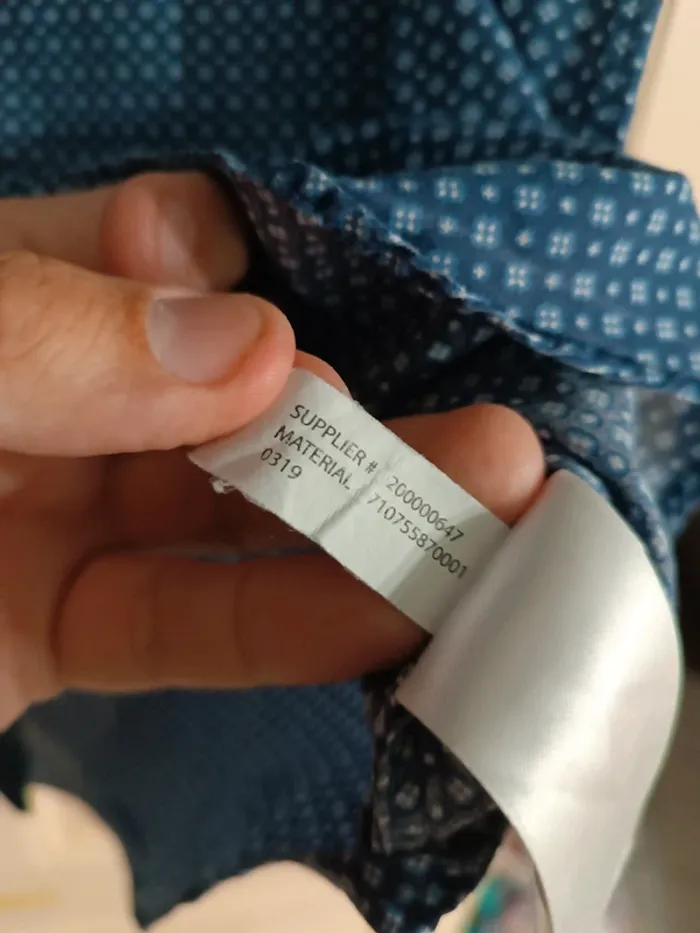 SUPPLIER # 200000647
MATERIAL 710755870001
0319